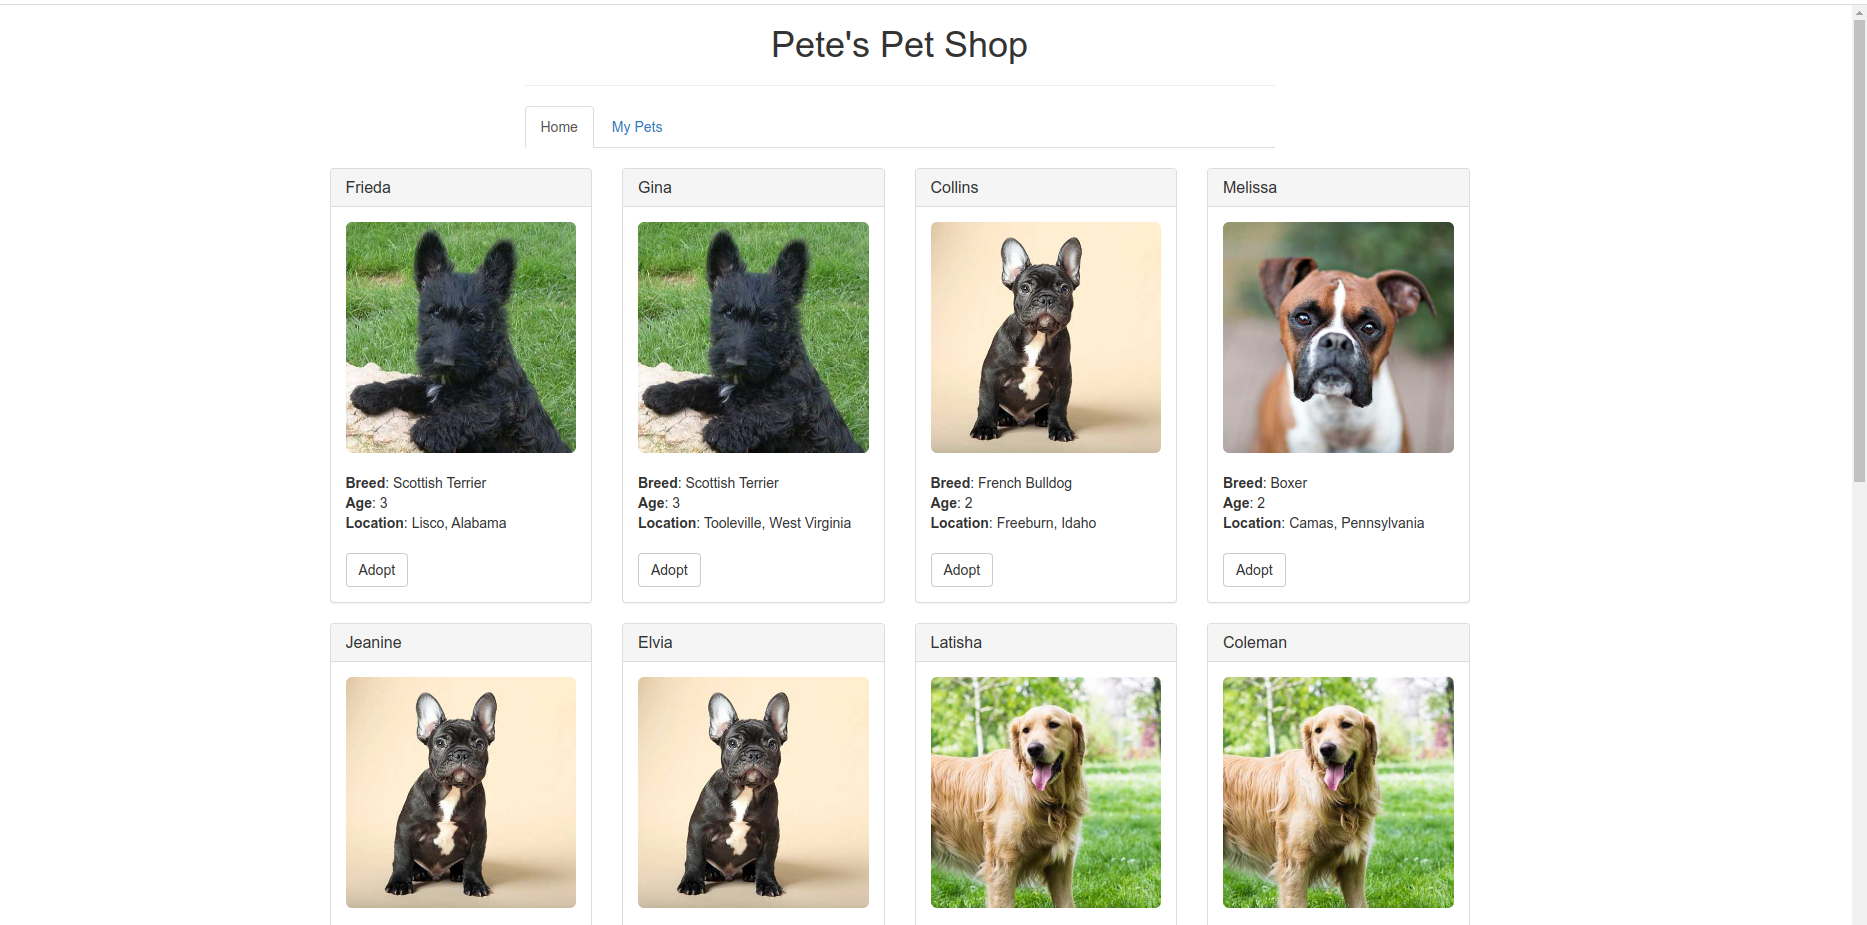 Pete's Pet Shop
Home
My Pets
Frieda
Breed: Scottish Terrier
Age: 3
Location: Lisco, Alabama
Adopt
Gina
Breed: Scottish Terrier
Age: 3
Location: Tooleville, West Virginia
Adopt
Collins
Breed: French Bulldog
Age: 2
Location: Freeburn, Idaho
Adopt
Melissa
Breed: Boxer
Age: 2
Location: Camas, Pennsylvania
Adopt
Jeanine
Elvia
Latisha
Coleman